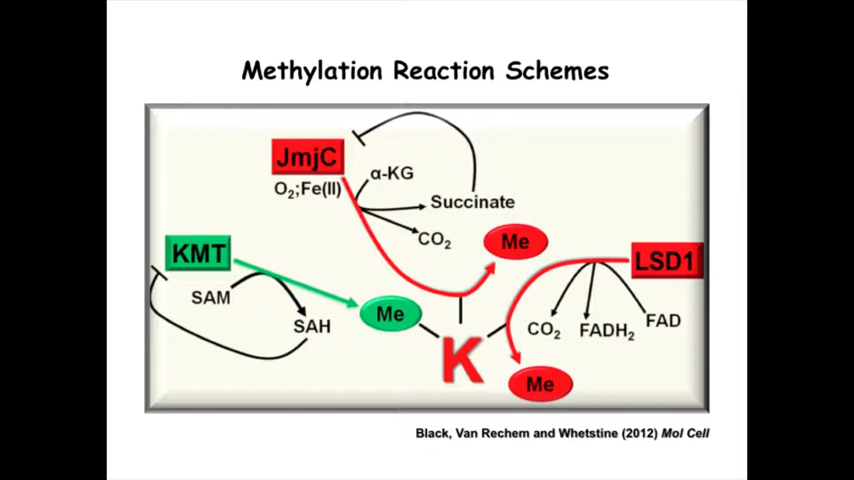 Methylation Reaction Schemes
JmjC
α-KG
O₂;Fe(II)
Succinate
CO₂
Me
KMT
LSD1
SAM
Me
SAH
CO₂
FADH₂
FAD
K
Me
Black, Van Rechem and Whetstine (2012) Mol Cell